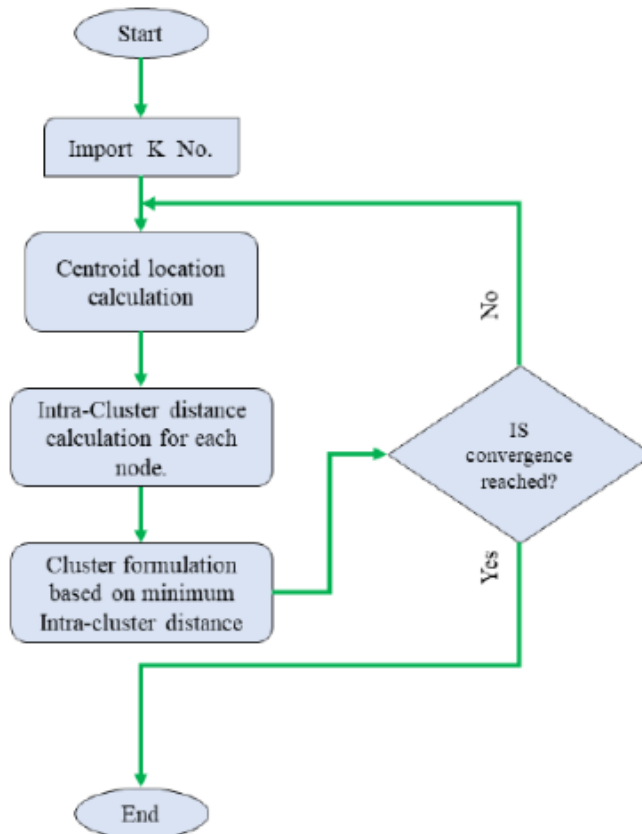 Start
Import K No.
Centroid location
calculation
No
Intra-Cluster distance
calculation for each
node.
IS
convergence
reached?
Cluster formulation
based on minimum
Intra-cluster distance
Yes
End